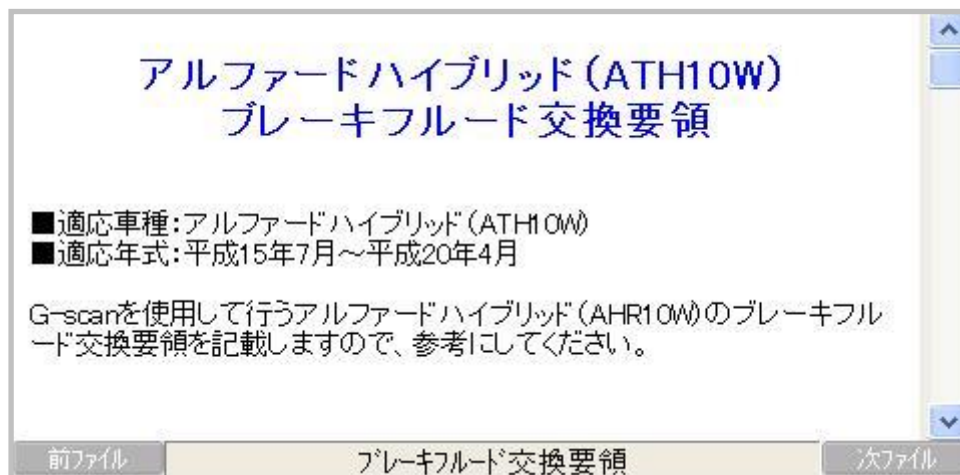 アルファードハイブリッド(ATH10W)
ブレーキフルード交換要領
■適応車種:アルファードハイブリッド(ATH10W)
■適応年式:平成15年7月～平成20年4月
G-scanを使用して行うアルファードハイブリッド(AHR10W)のブレーキフル
ード交換要領を記載しますので、参考にしてください。
前ファイル
ブレーキフルード交換要領
次ファイル